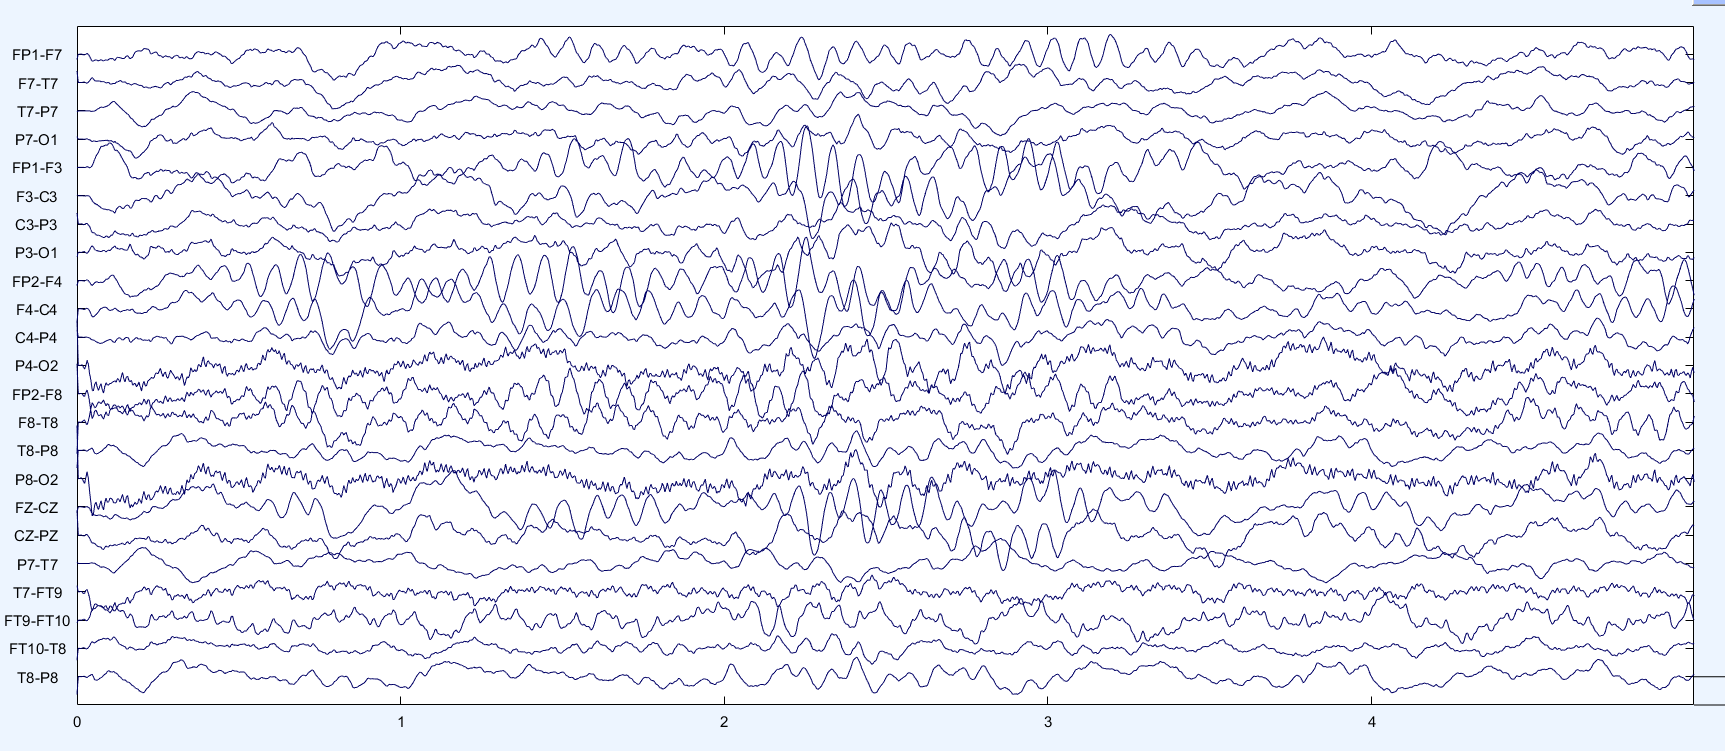 FP1-F7
F7-T7
T7-P7
P7-O1
FP1-F3
F3-C3
C3-P3
P3-O1
FP2-F4
F4-C4
C4-P4
P4-O2
FP2-F8
F8-T8
T8-P8
P8-O2
FZ-CZ
CZ-PZ
P7-T7
T7-FT9
FT9-FT10
FT10-T8
T8-P8
0 1 2 3 4